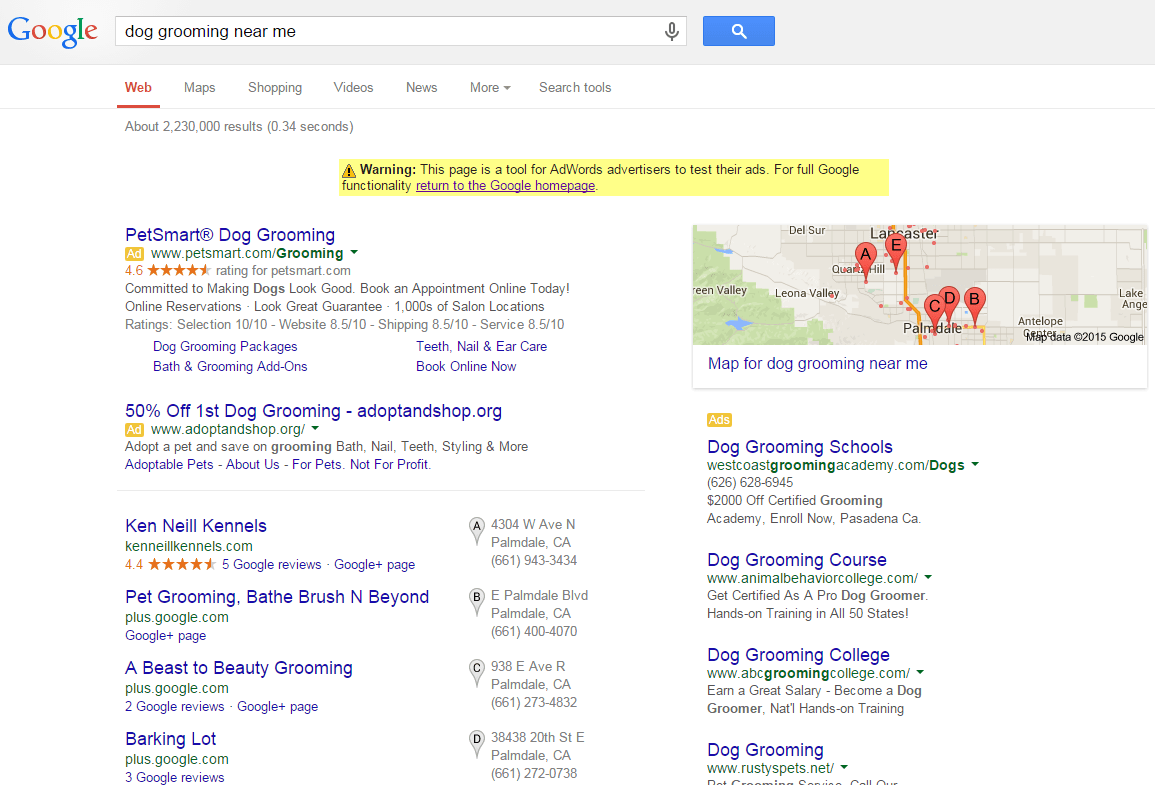 Google
dog grooming near me
Web Maps Shopping Videos News More Search tools
About 2,230,000 results (0.34 seconds)
Warning: This page is a tool for AdWords advertisers to test their ads. For full Google
functionality return to the Google homepage.
PetSmart® Dog Grooming
Ad www.petsmart.com/Grooming
4.6 rating for petsmart.com
Committed to Making Dogs Look Good. Book an Appointment Online Today!
Online Reservations · Look Great Guarantee · 1,000s of Salon Locations
Ratings: Selection 10/10 - Website 8.5/10 - Shipping 8.5/10 - Service 8.5/10
Dog Grooming Packages Teeth, Nail & Ear Care
Bath & Grooming Add-Ons Book Online Now
50% Off 1st Dog Grooming - adoptandshop.org
Ad www.adoptandshop.org/
Adopt a pet and save on grooming Bath, Nail, Teeth, Styling & More
Adoptable Pets - About Us - For Pets. Not For Profit.
Ken Neill Kennels
kenneillkennels.com
4.4 5 Google reviews · Google+ page
A 4304 W Ave N
Palmdale, CA
(661) 943-3434
Pet Grooming, Bathe Brush N Beyond
plus.google.com
Google+ page
B E Palmdale Blvd
Palmdale, CA
(661) 400-4070
A Beast to Beauty Grooming
plus.google.com
2 Google reviews · Google+ page
C 938 E Ave R
Palmdale, CA
(661) 273-4832
Barking Lot
plus.google.com
3 Google reviews
D 38438 20th St E
Palmdale, CA
(661) 272-0738
Del Sur
Lancaster
A
E
Quartz Hill
reen Valley
Leona Valley
D
B
C
Lake
Ange
Palmdale
Antelope
Center
Map data ©2015 Google
Map for dog grooming near me
Ads
Dog Grooming Schools
westcoastgroomingacademy.com/Dogs
(626) 628-6945
$2000 Off Certified Grooming
Academy, Enroll Now, Pasadena Ca.
Dog Grooming Course
www.animalbehaviorcollege.com/
Get Certified As A Pro Dog Groomer.
Hands-on Training in All 50 States!
Dog Grooming College
www.abcgroomingcollege.com/
Earn a Great Salary - Become a Dog
Groomer, Nat'l Hands-on Training
Dog Grooming
www.rustyspets.net/
Pet Grooming Service, Call Our